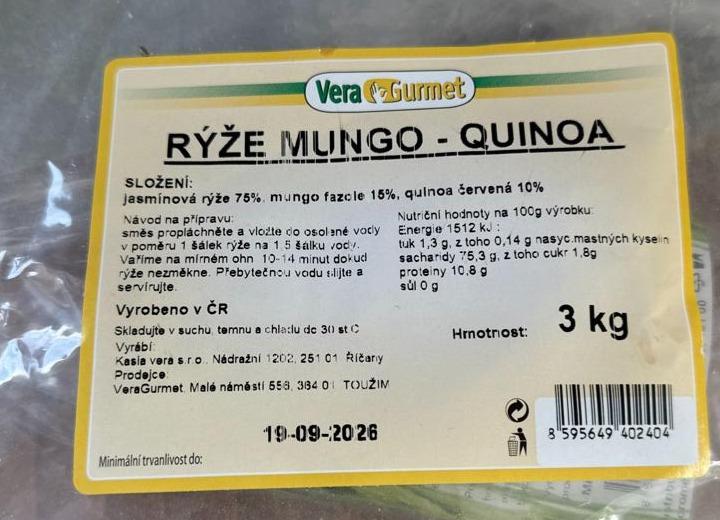 Vera Gurmet
RÝŽE MUNGO - QUINOA
SLOŽENÍ:
jasmínová rýže 75%, mungo fazole 15%, quinoa červená 10%
Návod na přípravu:
směs propláchněte a vložte do osolené vody
v poměru 1 šálek rýže na 1,5 šálku vody.
Vaříme na mírném ohn 10-14 minut dokud
rýže nezměkne. Přebytečnou vodu slijte a
servírujte.
Nutriční hodnoty na 100g výrobku:
Energie 1512 kJ :
tuk 1,3 g, z toho 0,14 g nasyc.mastných kyselin
sacharidy 75,3 g, z toho cukr 1,8g
proteiny 10,8 g
sůl 0 g
Vyrobeno v ČR
Skladujte v suchu, temnu a chladu do 30 st C
Vyrábí:
Kasia vera s.r.o.. Nádražní 1202, 251 01 Říčany
Prodejce:
VeraGurmet, Malé náměstí 558, 364 01 TOUŽIM
Hmotnost: 3 kg
19-09-2026
Minimální trvanlivost do:
8 595649 402404